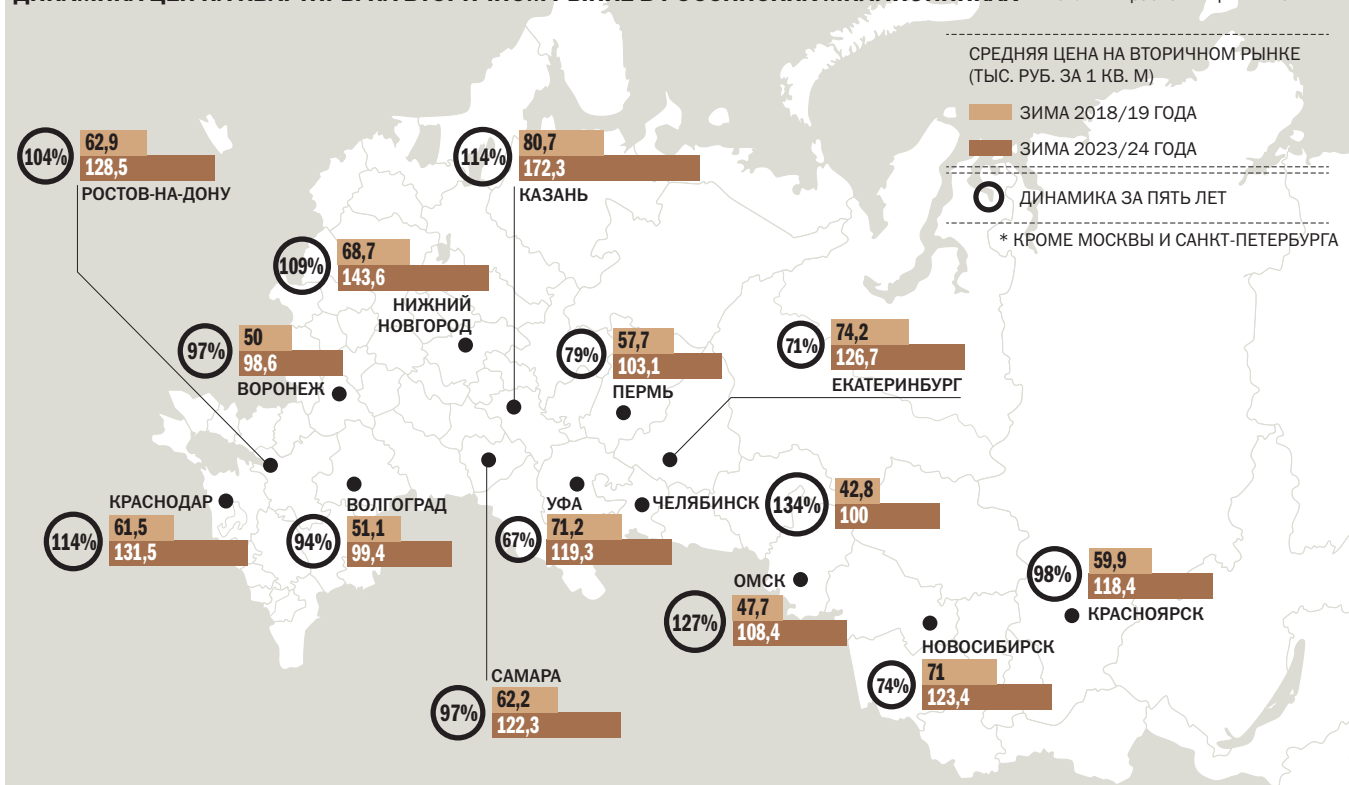 СРЕДНЯЯ ЦЕНА НА ВТОРИЧНОМ РЫНКЕ
(ТЫС. РУБ. ЗА 1 КВ. М)
ЗИМА 2018/19 ГОДА
ЗИМА 2023/24 ГОДА
ДИНАМИКА ЗА ПЯТЬ ЛЕТ
* КРОМЕ МОСКВЫ И САНКТ-ПЕТЕРБУРГА
104%
62,9
128,5
РОСТОВ-НА-ДОНУ
114%
80,7
172,3
КАЗАНЬ
109%
68,7
143,6
НИЖНИЙ
НОВГОРОД
97%
50
98,6
ВОРОНЕЖ
79%
57,7
103,1
ПЕРМЬ
71%
74,2
126,7
ЕКАТЕРИНБУРГ
КРАСНОДАР
114%
61,5
131,5
ВОЛГОГРАД
94%
51,1
99,4
УФА
67%
71,2
119,3
ЧЕЛЯБИНСК
134%
42,8
100
ОМСК
127%
47,7
108,4
98%
59,9
118,4
КРАСНОЯРСК
НОВОСИБИРСК
74%
71
123,4
САМАРА
97%
62,2
122,3